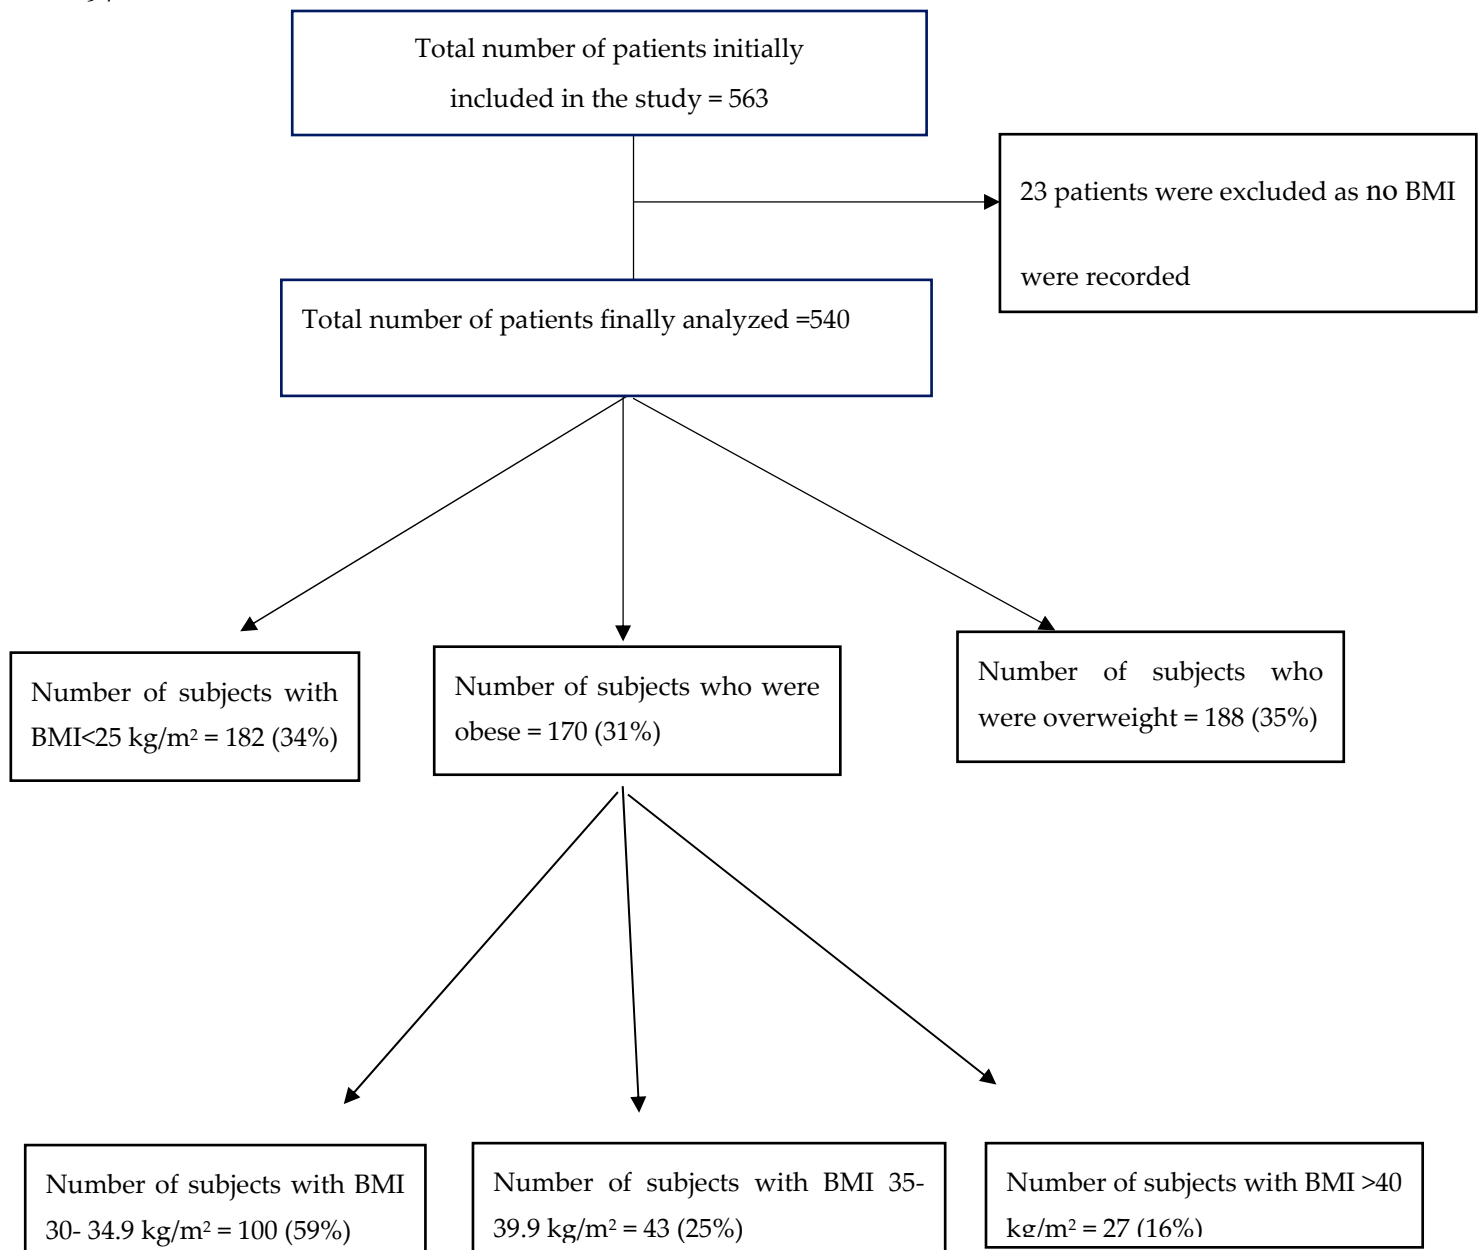 Total number of patients initially
included in the study = 563
23 patients were excluded as no BMI
were recorded
Total number of patients finally analyzed =540
Number of subjects with
BMI<25 kg/m² = 182 (34%)
Number of subjects who were
obese = 170 (31%)
Number of subjects who
were overweight = 188 (35%)
Number of subjects with BMI
30- 34.9 kg/m² = 100 (59%)
Number of subjects with BMI 35-
39.9 kg/m² = 43 (25%)
Number of subjects with BMI >40
kg/m² = 27 (16%)